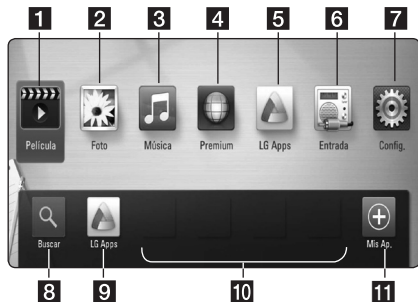 1 2 3 4 5 6 7
Película Foto Música Premium LG Apps Entrada Config.
Buscar LG Apps Mis Ap.
8 9 10 11